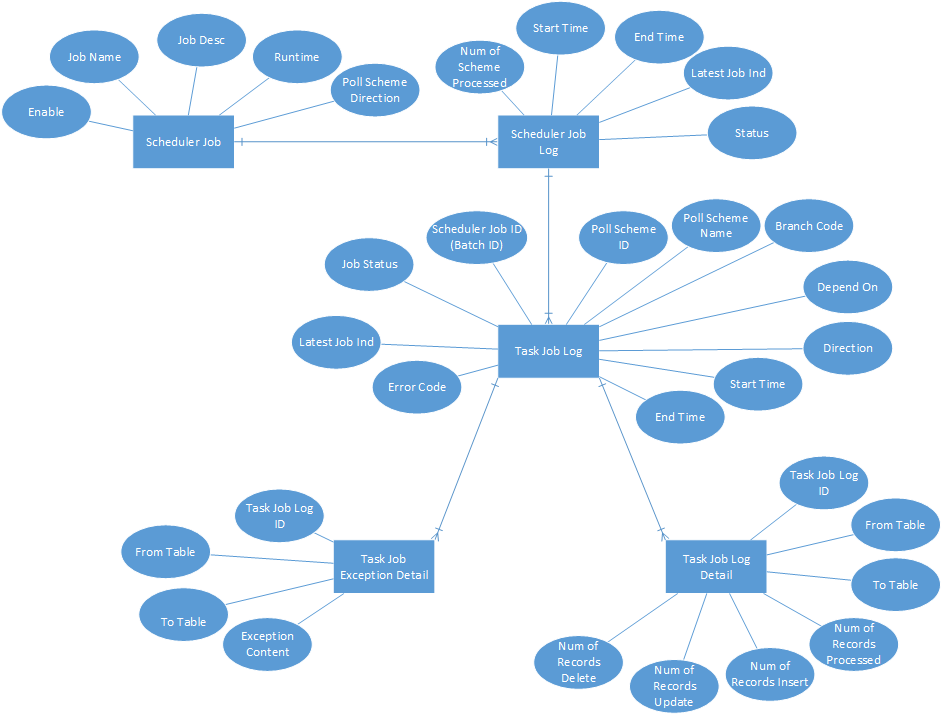 Job Name
Job Desc
Runtime
Poll Scheme
Direction
Enable
Scheduler Job
Num of
Scheme
Processed
Start Time
End Time
Latest Job Ind
Status
Scheduler Job
Log
Job Status
Scheduler Job ID
(Batch ID)
Poll Scheme
ID
Poll Scheme
Name
Branch Code
Depend On
Direction
Start Time
End Time
Latest Job Ind
Error Code
Task Job Log
Task Job Log
ID
From Table
To Table
Exception
Content
Task Job
Exception Detail
Task Job Log
ID
From Table
To Table
Task Job Log
Detail
Num of
Records
Delete
Num of
Records
Update
Num of
Records Insert
Num of
Records
Processed